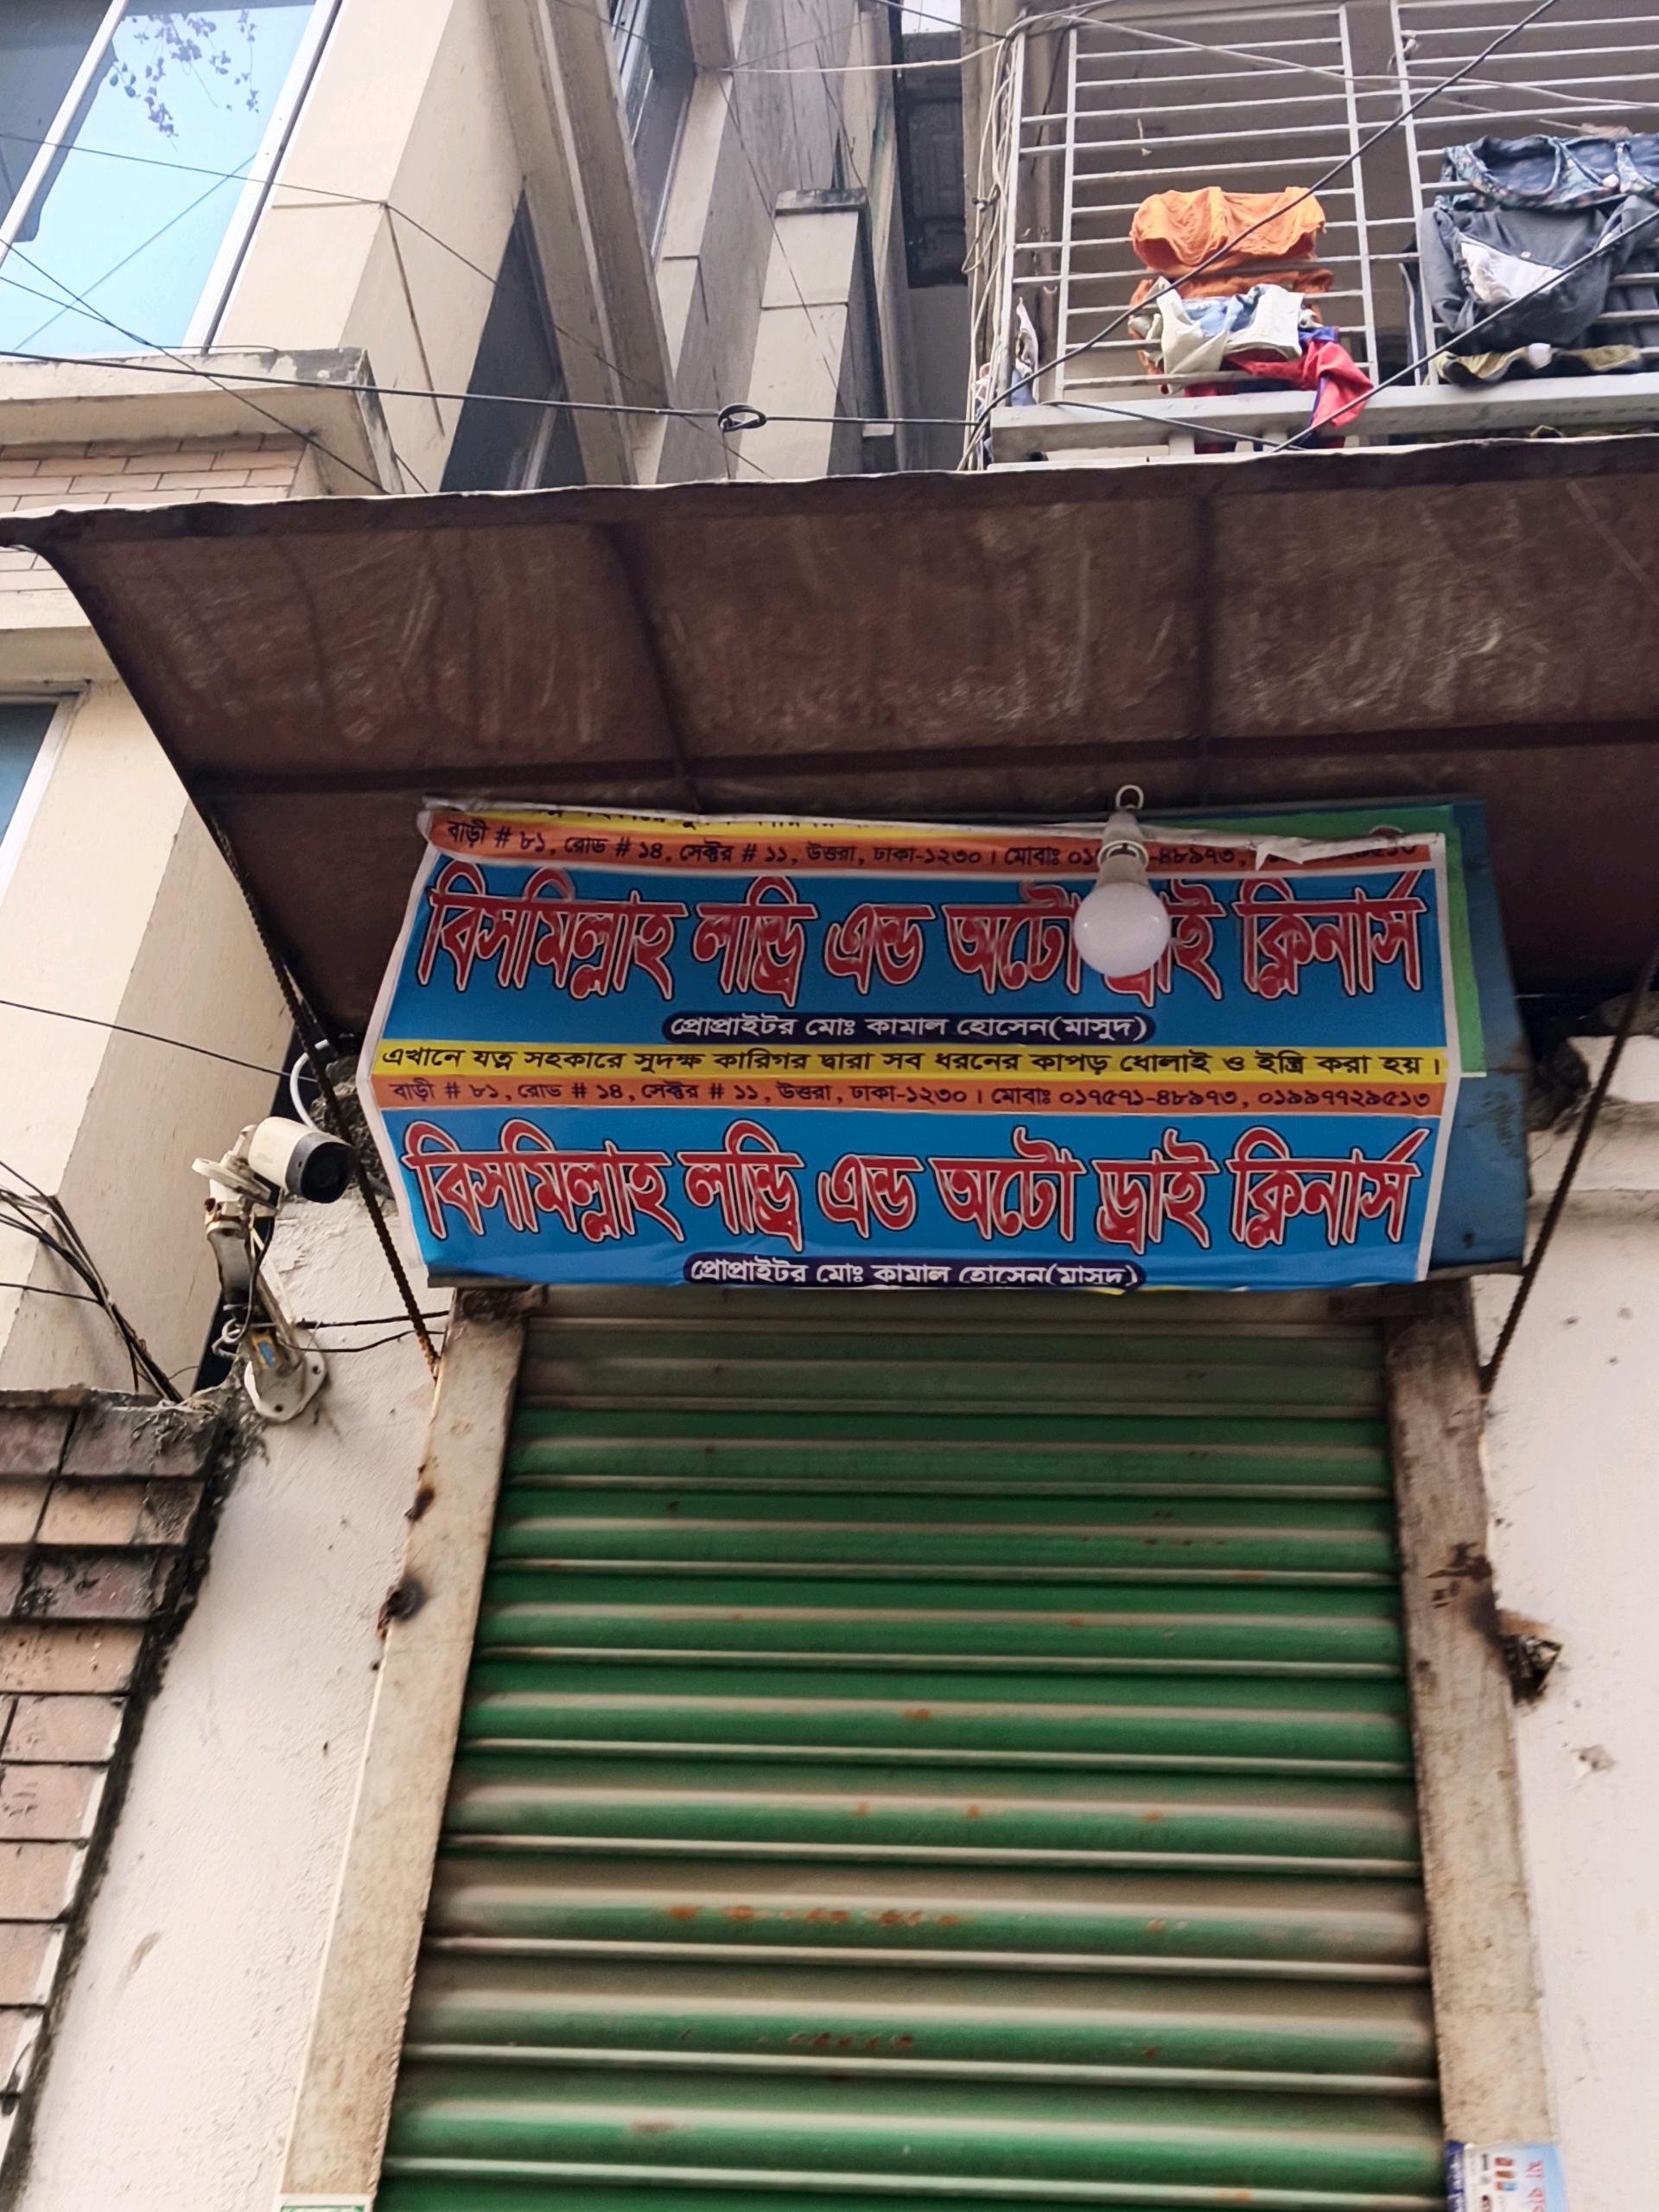 বাড়ী # ৮১, রোড # ১৪, সেক্টর # ১১, উত্তরা, ঢাকা-১২৩০। মোবাঃ
বিসমিল্লাহ লন্ড্রি এন্ড অটো ড্রাই ক্লিনার্স
প্রোপ্রাইটর মোঃ কামাল হোসেন(মাসুদ)
এখানে যত্ন সহকারে সুদক্ষ কারিগর দ্বারা সব ধরনের কাপড় ধোলাই ও ইস্ত্রি করা হয়।
বাড়ী # ৮১, রোড # ১৪, সেক্টর # ১১, উত্তরা, ঢাকা-১২৩০। মোবাঃ ০১৭৫৭১-৪৮৯৭৩, ০১৯৯৭৭২৯৫১৩
বিসমিল্লাহ লন্ড্রি এন্ড অটো ড্রাই ক্লিনার্স
প্রোপ্রাইটর মোঃ কামাল হোসেন(মাসুদ)